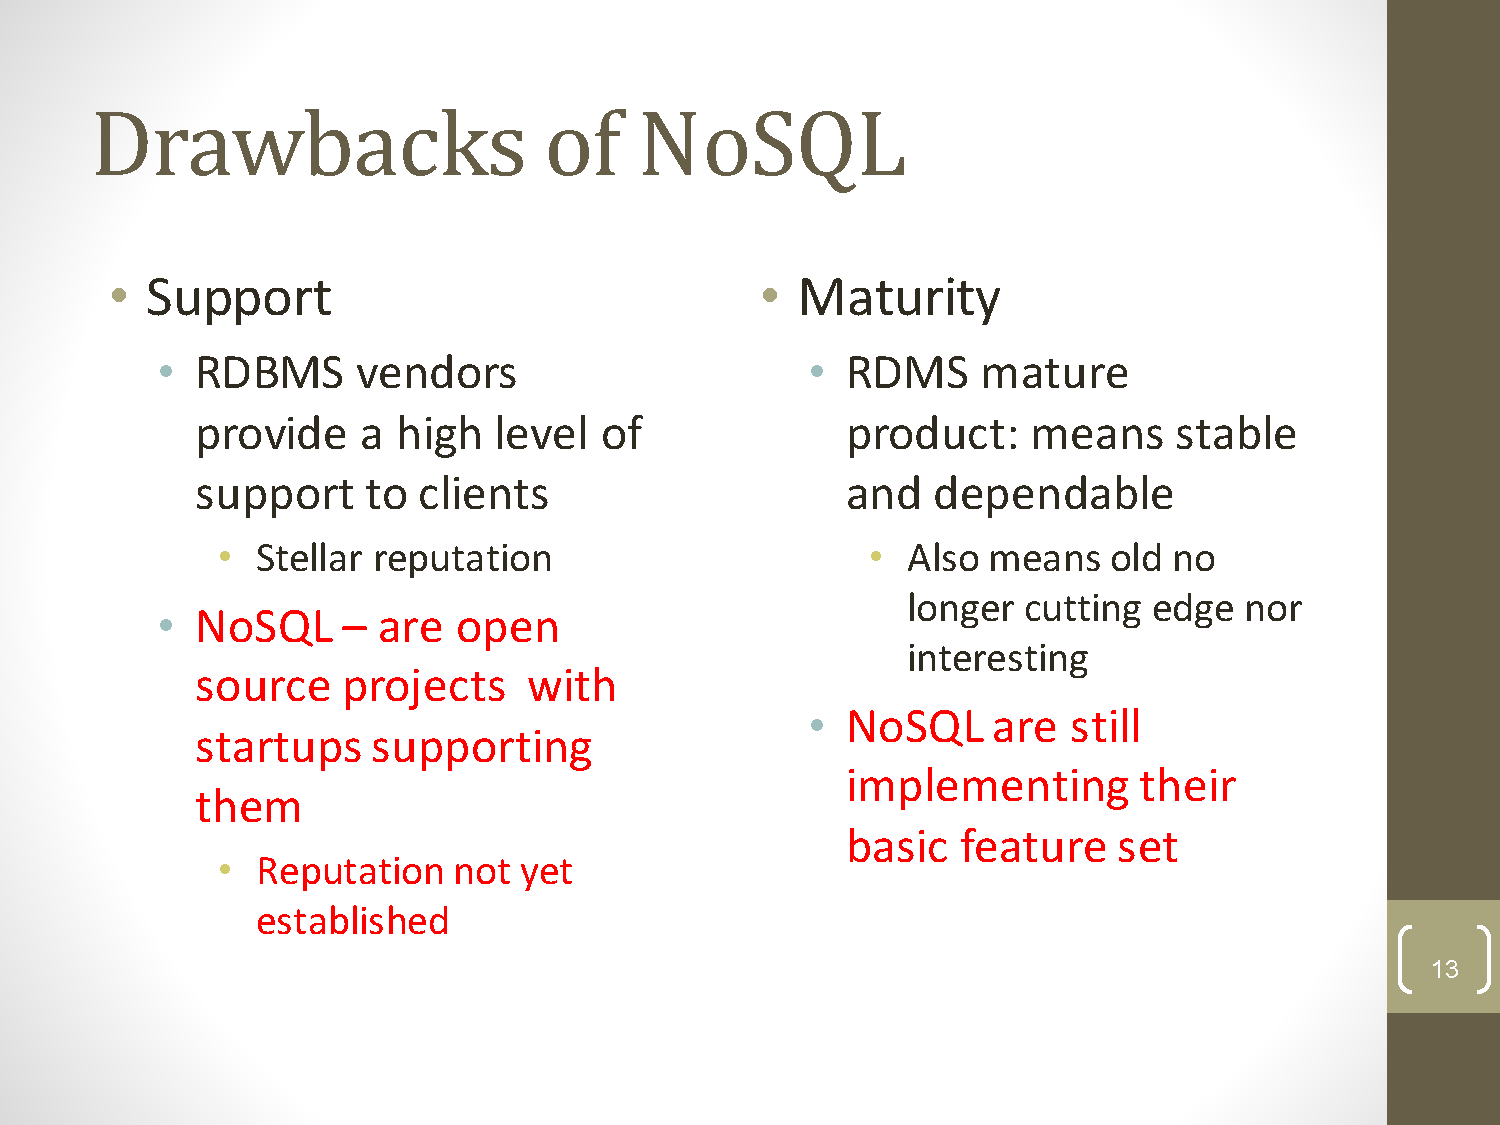 Drawbacks of NoSQL
• Support
• RDBMS vendors
provide a high level of
support to clients
• Stellar reputation
• NoSQL – are open
source projects with
startups supporting
them
• Reputation not yet
established
• Maturity
• RDMS mature
product: means stable
and dependable
• Also means old no
longer cutting edge nor
interesting
• NoSQL are still
implementing their
basic feature set
13